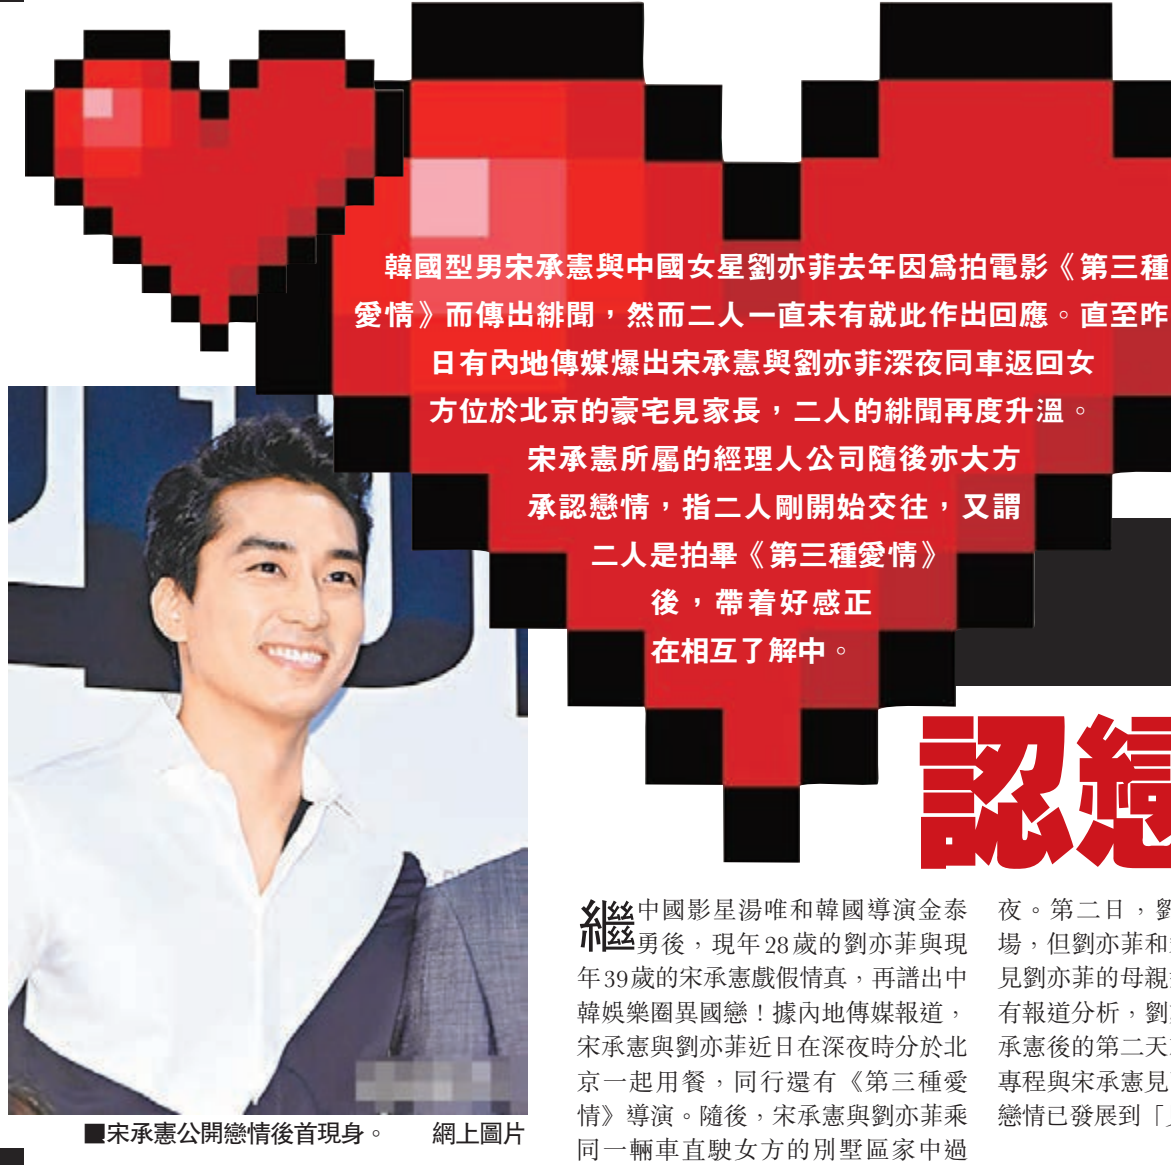 韓國型男宋承憲與中國女星劉亦菲去年因為拍電影《第三種
愛情》而傳出緋聞，然而二人一直未有就此作出回應。直至昨
日有內地傳媒爆出宋承憲與劉亦菲深夜同車返回女
方位於北京的豪宅見家長，二人的緋聞再度升溫。
宋承憲所屬的經理人公司隨後亦大方
承認戀情，指二人剛開始交往，又謂
二人是拍畢《第三種愛情》
後，帶着好感正
在相互了解中。
認戀
繼中國影星湯唯和韓國導演金泰
勇後，現年28歲的劉亦菲與現
年39歲的宋承憲戲假情真，再譜出中
韓娛樂圈異國戀！據內地傳媒報道，
宋承憲與劉亦菲近日在深夜時分於北
京一起用餐，同行還有《第三種愛
情》導演。隨後，宋承憲與劉亦菲乘
同一輛車直駛女方的別墅區家中過
夜。第二日，劉
場，但劉亦菲和
見劉亦菲的母親
有報道分析，劉
承憲後的第二天
專程與宋承憲見
戀情已發展到「
■宋承憲公開戀情後首現身。 網上圖片